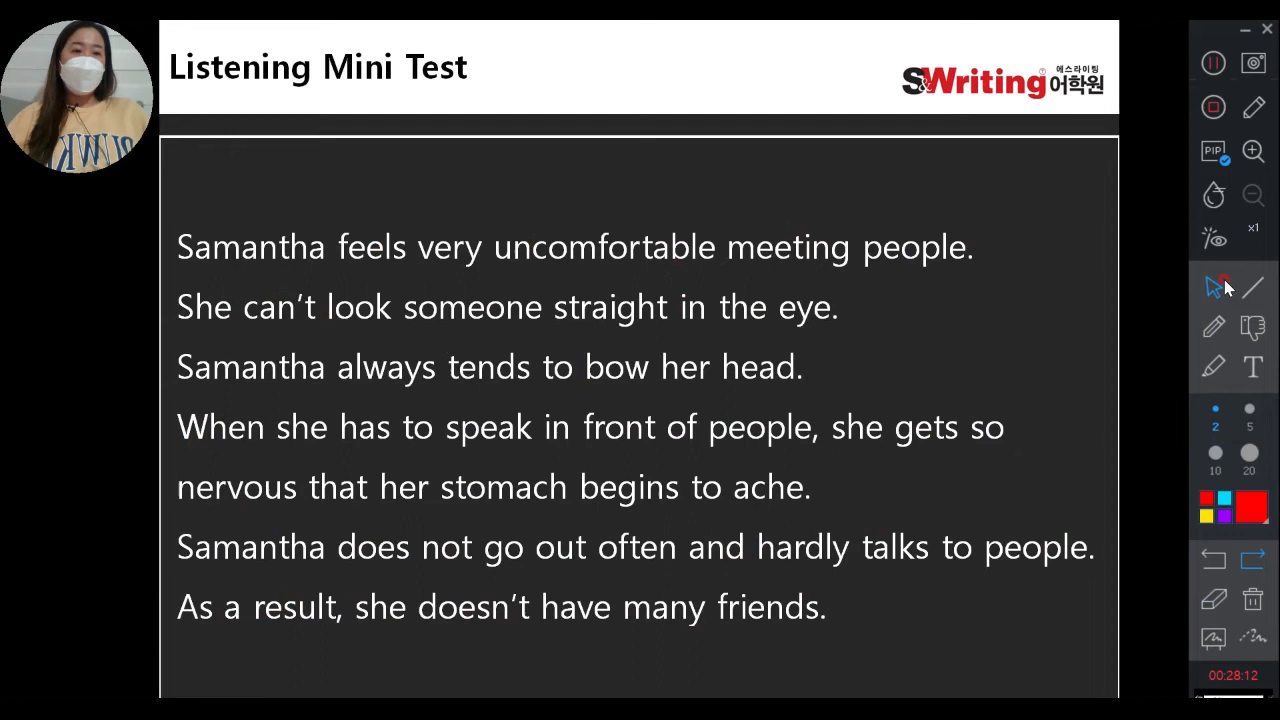 Listening Mini Test
S&Writing 어학원
에스라이팅
Samantha feels very uncomfortable meeting people.
She can't look someone straight in the eye.
Samantha always tends to bow her head.
When she has to speak in front of people, she gets so
nervous that her stomach begins to ache.
Samantha does not go out often and hardly talks to people.
As a result, she doesn't have many friends.
PIP
x1
T
2 5
10 20
00:28:12